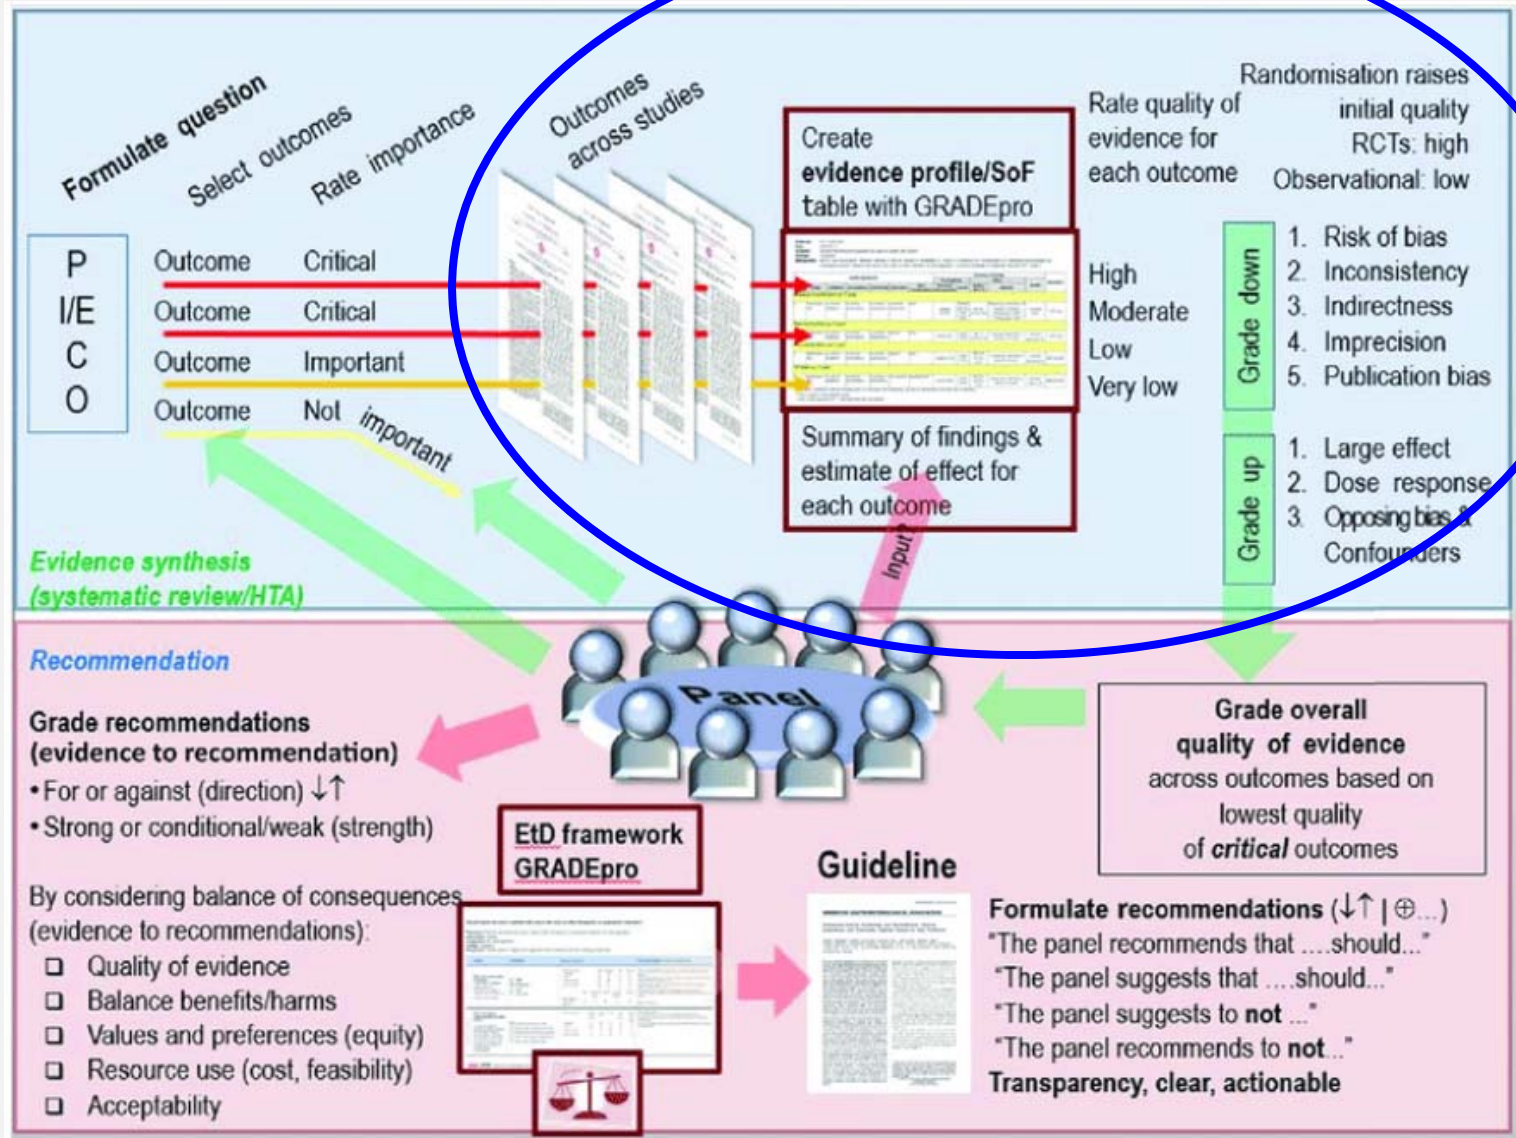 Formulate question
Select outcomes
Rate importance
Outcomes
across studies
P
I/E
C
O
Outcome Critical
Outcome Critical
Outcome Important
Outcome Not important
Create
evidence profile/SoF
table with GRADEpro
Summary of findings &
estimate of effect for
each outcome
Rate quality of
evidence for
each outcome
High
Moderate
Low
Very low
Randomisation raises
initial quality
RCTs: high
Observational: low
Grade down
1. Risk of bias
2. Inconsistency
3. Indirectness
4. Imprecision
5. Publication bias
Grade up
1. Large effect
2. Dose response
3. Opposing bias &
Confounders
Evidence synthesis
(systematic review/HTA)
Input?
Panel
Recommendation
Grade recommendations
(evidence to recommendation)
• For or against (direction) ↓↑
• Strong or conditional/weak (strength)
By considering balance of consequences
(evidence to recommendations):
❑ Quality of evidence
❑ Balance benefits/harms
❑ Values and preferences (equity)
❑ Resource use (cost, feasibility)
❑ Acceptability
EtD framework
GRADEpro
Guideline
Grade overall
quality of evidence
across outcomes based on
lowest quality
of critical outcomes
Formulate recommendations (↓↑ | ⊕...)
"The panel recommends that ....should..."
"The panel suggests that ....should..."
"The panel suggests to not ..."
"The panel recommends to not..."
Transparency, clear, actionable